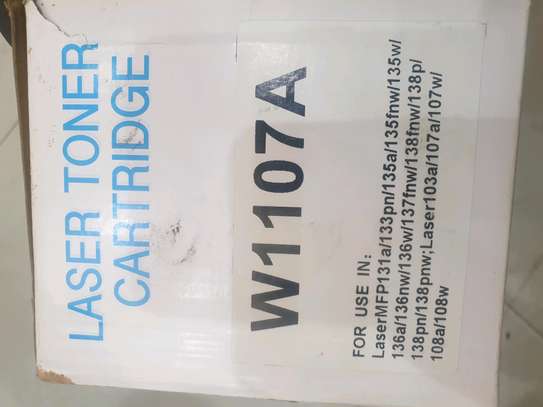 LASER TONER
CARTRIDGE
W1107A
FOR USE IN:
LaserMFP131a/133pn/135a/135fnw/135w/
136a/136nw/136w/137fnw/138fnw/138p/
138pn/138pnw;Laser103a/107a/107w/
108a/108w